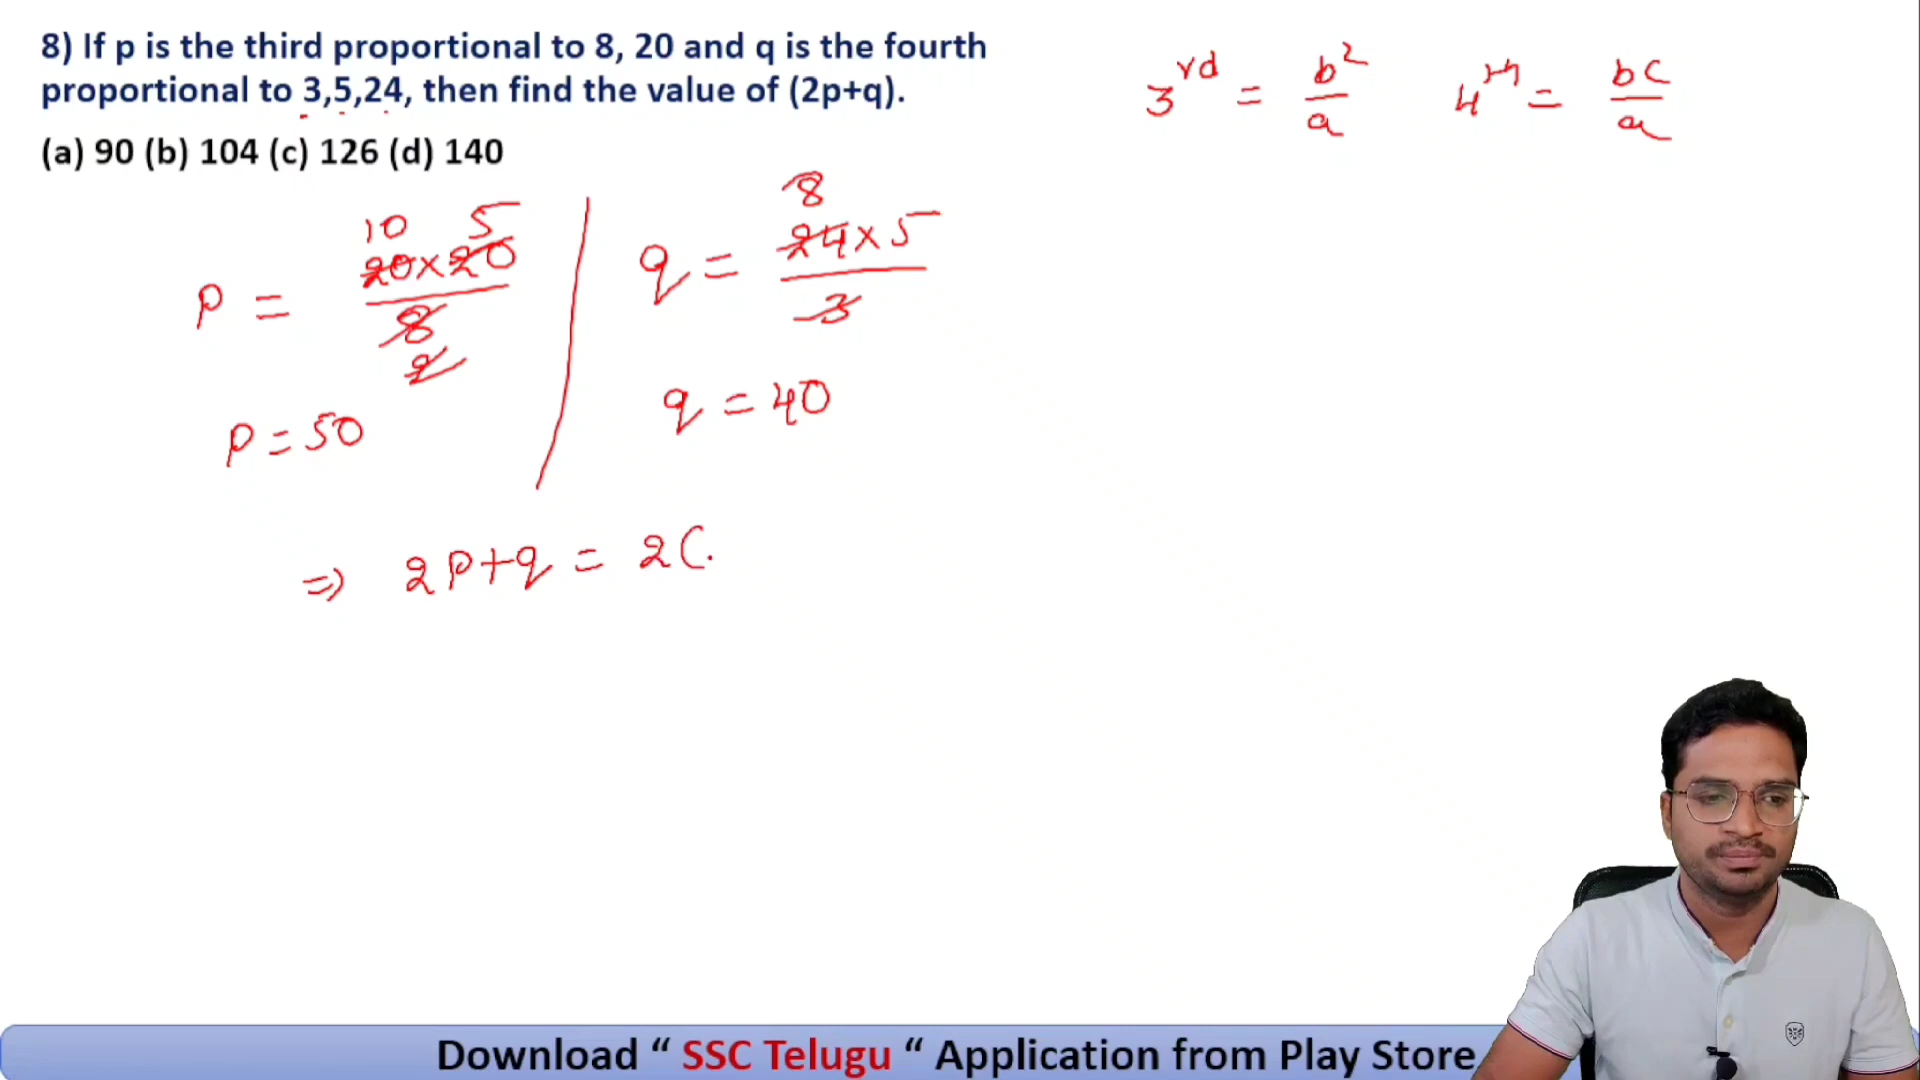 8) If p is the third proportional to 8, 20 and q is the fourth
proportional to 3,5,24, then find the value of (2p+q).
(a) 90 (b) 104 (c) 126 (d) 140
3rd = b²/a 4th = bc/a
10 5
p = 20×20/8
2
p = 50
8
q = 24×5/3
q = 40
⇒ 2p+q = 2(
Download “ SSC Telugu “ Application from Play Store